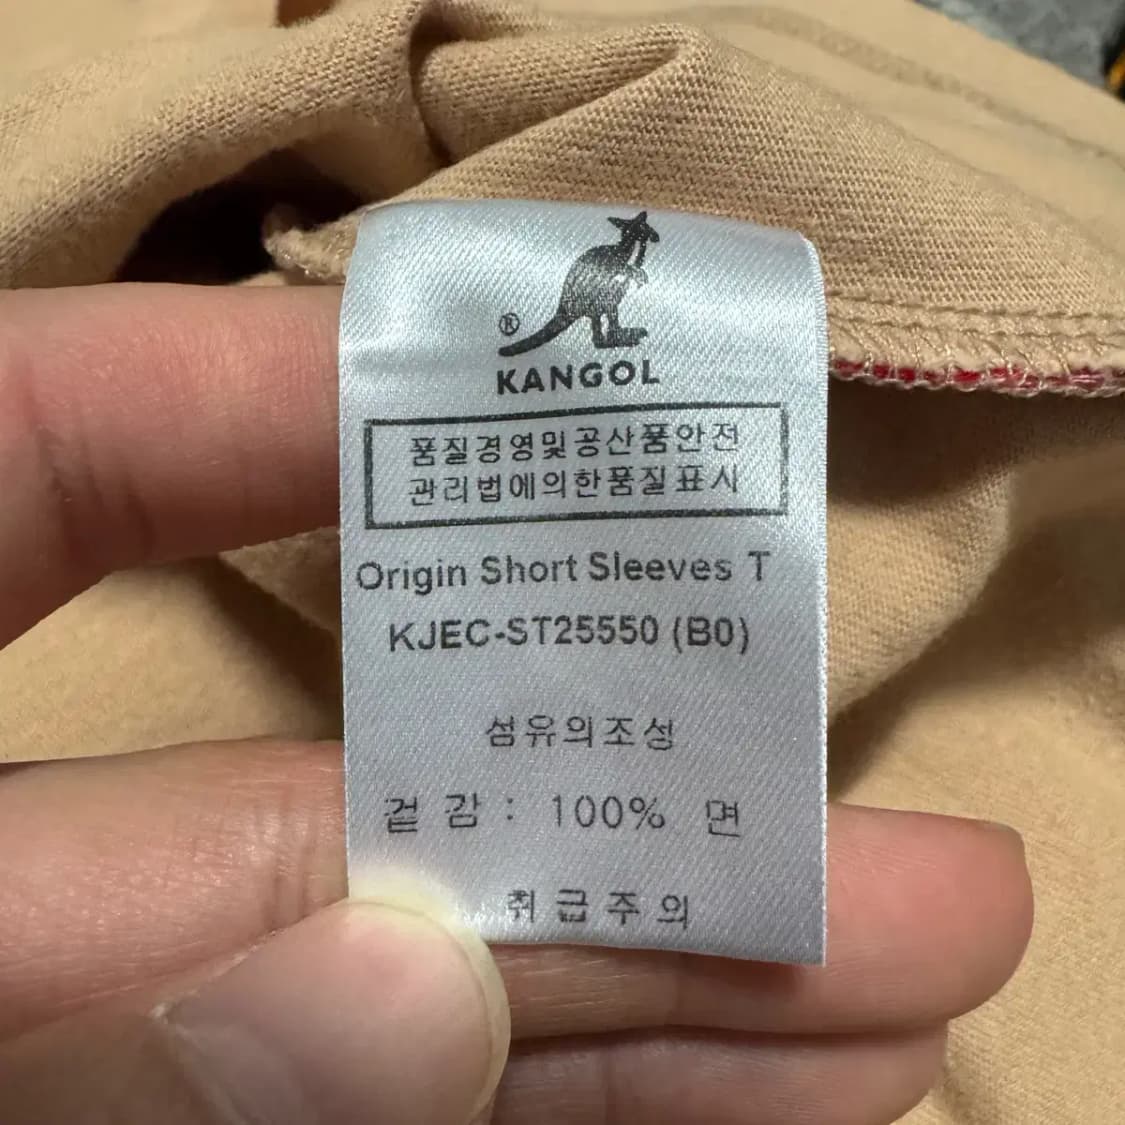 ®
KANGOL
품질경영및공산품안전
관리법에의한품질표시
Origin Short Sleeves T
KJEC-ST25550 (B0)
섬유의조성
겉감 : 100% 면
취급주의